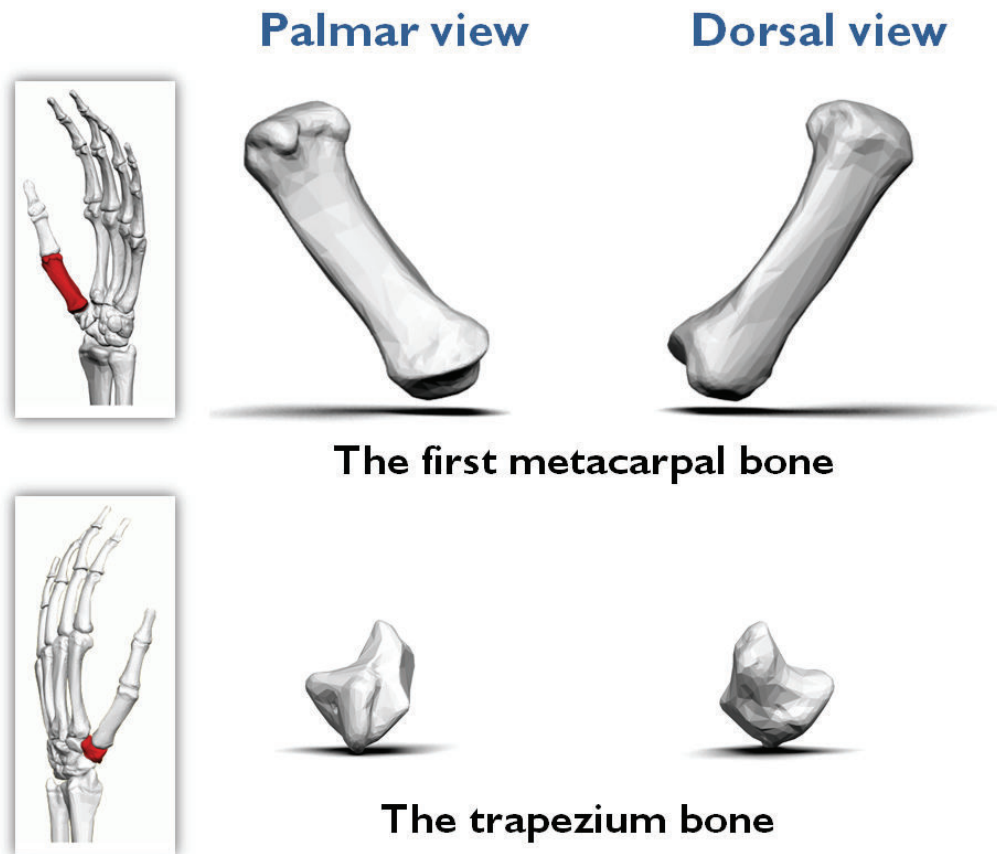 Palmar view
Dorsal view
The first metacarpal bone
The trapezium bone